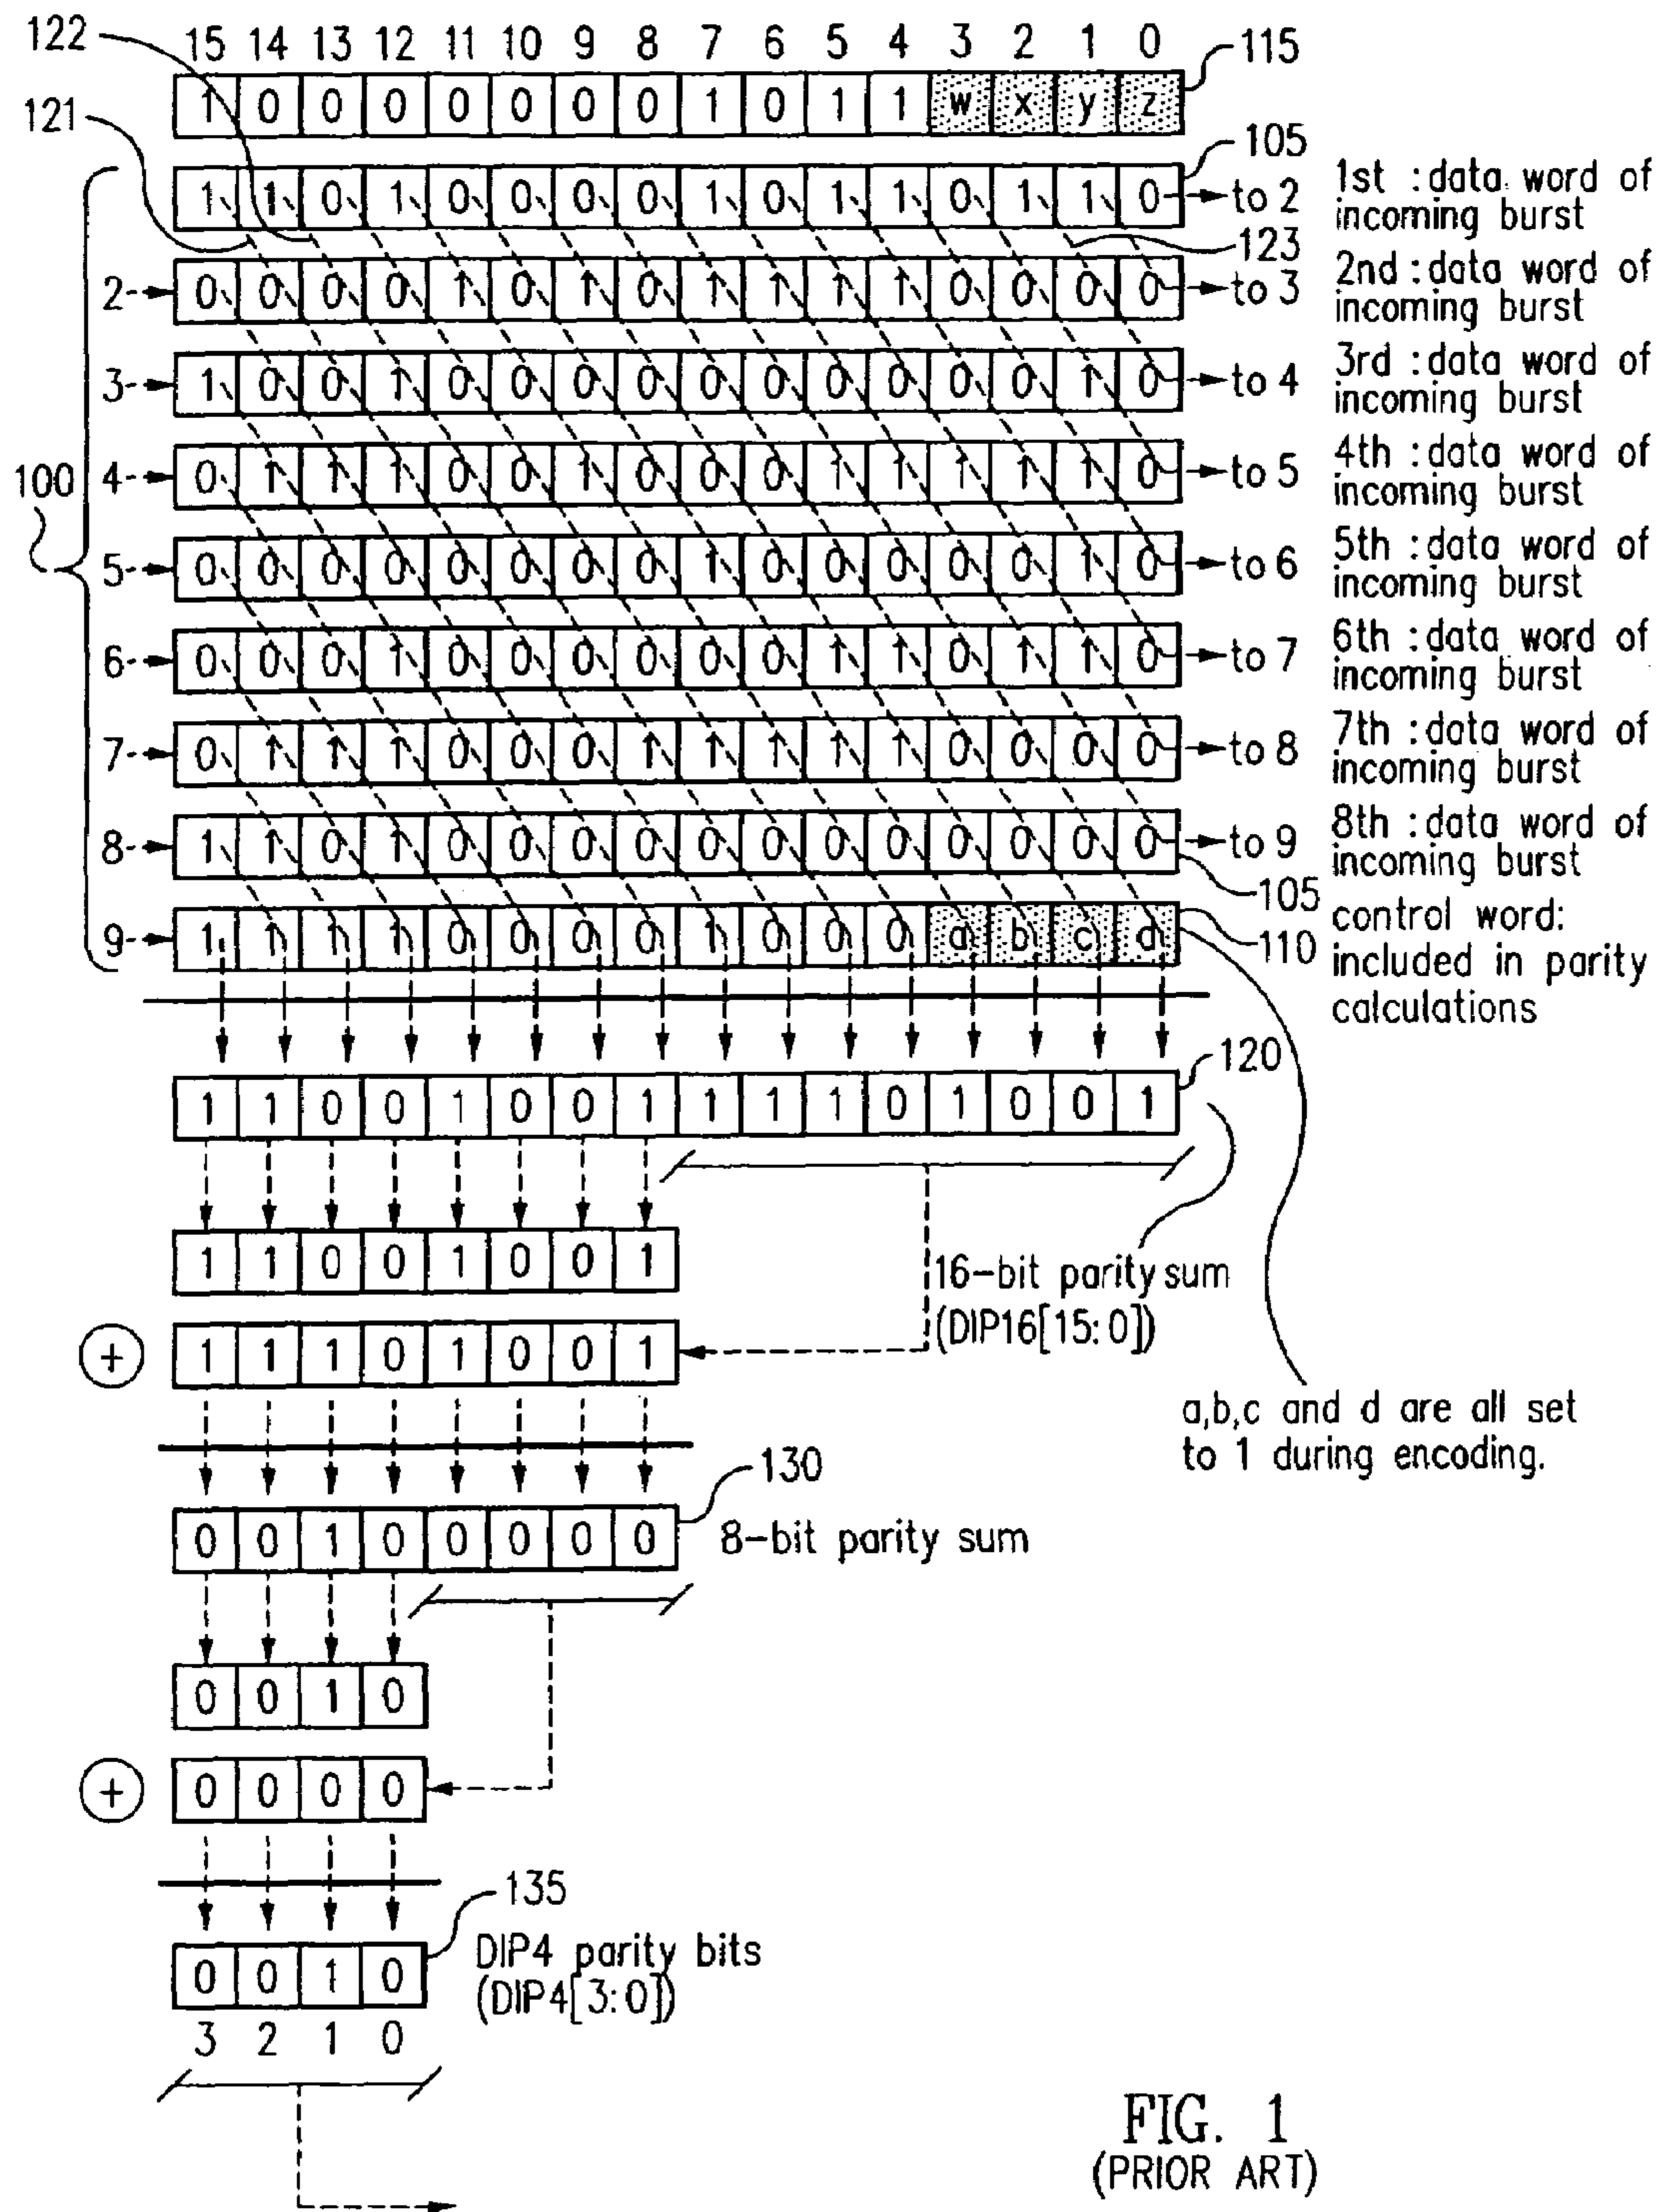 122
15 14 13 12 11 10 9 8 7 6 5 4 3 2 1 0
115
1 0 0 0 0 0 0 0 1 0 1 1 w x y z
121
105
1 1 0 1 0 0 0 0 1 0 1 1 0 1 1 0 to 2
1st :data word of
incoming burst
123
2 0 0 0 0 1 0 1 0 1 1 1 1 0 0 0 0 to 3
2nd :data word of
incoming burst
3 1 0 0 1 0 0 0 0 0 0 0 0 0 0 1 0 to 4
3rd :data word of
incoming burst
100
4 0 1 1 1 0 0 1 0 0 0 1 1 1 1 1 0 to 5
4th :data word of
incoming burst
5 0 0 0 0 0 0 0 0 1 0 0 0 0 0 1 0 to 6
5th :data word of
incoming burst
6 0 0 0 1 0 0 0 0 0 0 1 1 0 1 1 0 to 7
6th :data word of
incoming burst
7 0 1 1 1 0 0 0 1 1 1 1 1 0 0 0 0 to 8
7th :data word of
incoming burst
8 1 1 0 1 0 0 0 0 0 0 0 0 0 0 0 0 to 9
8th :data word of
incoming burst
105
9 1 1 1 1 0 0 0 0 1 0 0 0 a b c d
110
control word:
included in parity
calculations
120
1 1 0 0 1 0 0 1 1 1 1 0 1 0 0 1
1 1 0 0 1 0 0 1
16-bit parity sum
(DIP16[15:0])
+ 1 1 1 0 1 0 0 1
a,b,c and d are all set
to 1 during encoding.
130
0 0 1 0 0 0 0 0 8-bit parity sum
0 0 1 0
+ 0 0 0 0
135
0 0 1 0
DIP4 parity bits
(DIP4[3:0])
3 2 1 0
FIG. 1
(PRIOR ART)